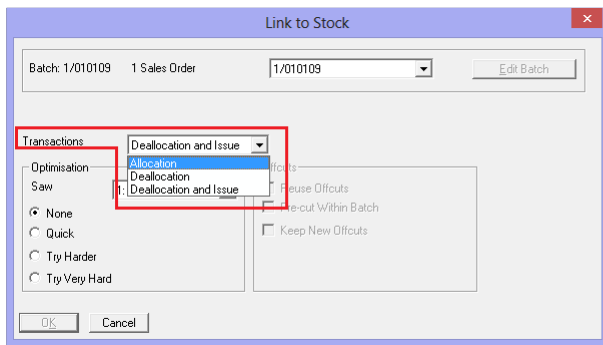 Link to Stock
Batch: 1/010109 1 Sales Order 1/010109 Edit Batch
Transactions Deallocation and Issue
Allocation
Deallocation
Deallocation and Issue
Optimisation
Saw 1:
None
Quick
Try Harder
Try Very Hard
ffcuts
Reuse Offcuts
Pre-cut Within Batch
Keep New Offcuts
OK Cancel